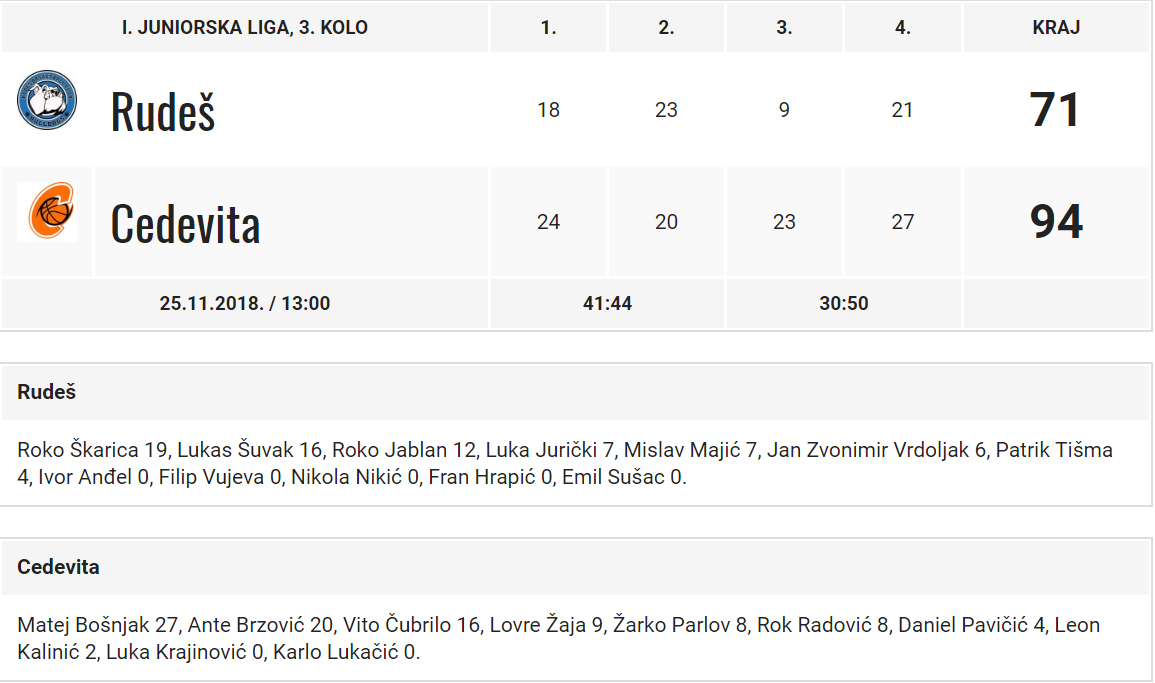 I. JUNIORSKA LIGA, 3. KOLO 1. 2. 3. 4. KRAJ
Rudeš 18 23 9 21 71
Cedevita 24 20 23 27 94
25.11.2018. / 13:00 41:44 30:50
Rudeš
Roko Škarica 19, Lukas Šuvak 16, Roko Jablan 12, Luka Jurički 7, Mislav Majić 7, Jan Zvonimir Vrdoljak 6, Patrik Tišma
4, Ivor Anđel 0, Filip Vujeva 0, Nikola Nikić 0, Fran Hrapić 0, Emil Sušac 0.
Cedevita
Matej Bošnjak 27, Ante Brzović 20, Vito Čubrilo 16, Lovre Žaja 9, Žarko Parlov 8, Rok Radović 8, Daniel Pavičić 4, Leon
Kalinić 2, Luka Krajinović 0, Karlo Lukačić 0.